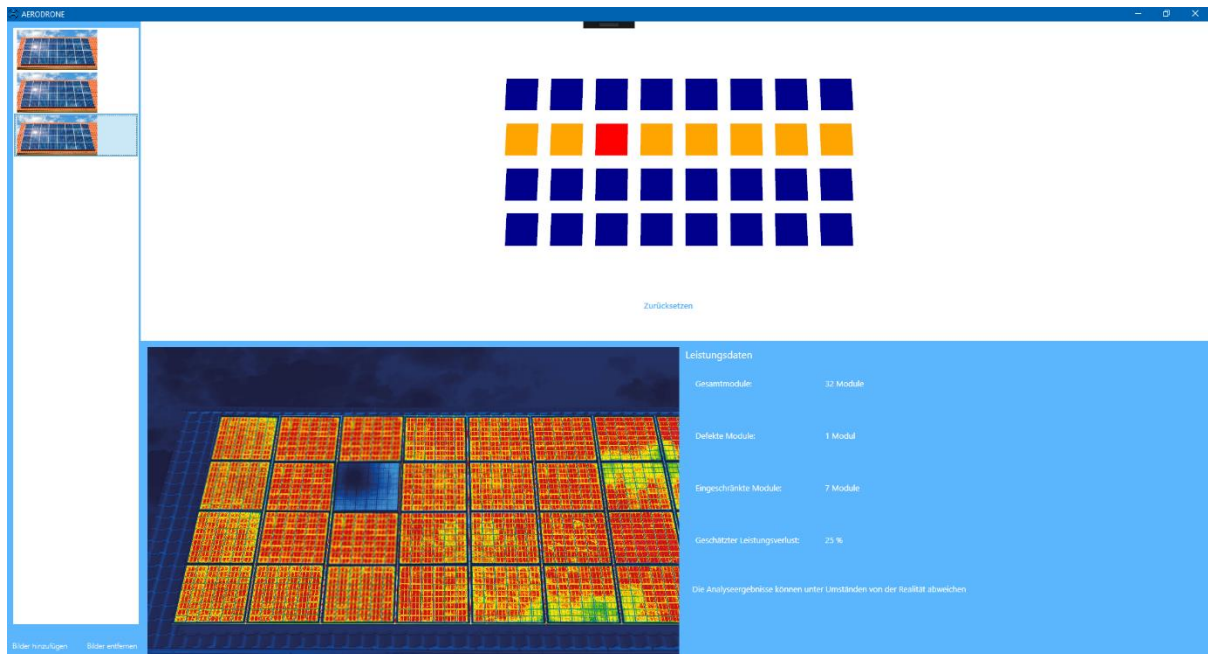 AERODRONE
Zurücksetzen
Leistungsdaten
Gesamtmodule: 32 Module
Defekte Module: 1 Modul
Eingeschränkte Module: 7 Module
Geschätzter Leistungsverlust: 25 %
Die Analyseergebnisse können unter Umständen von der Realität abweichen
Bilder hinzufügen Bilder entfernen